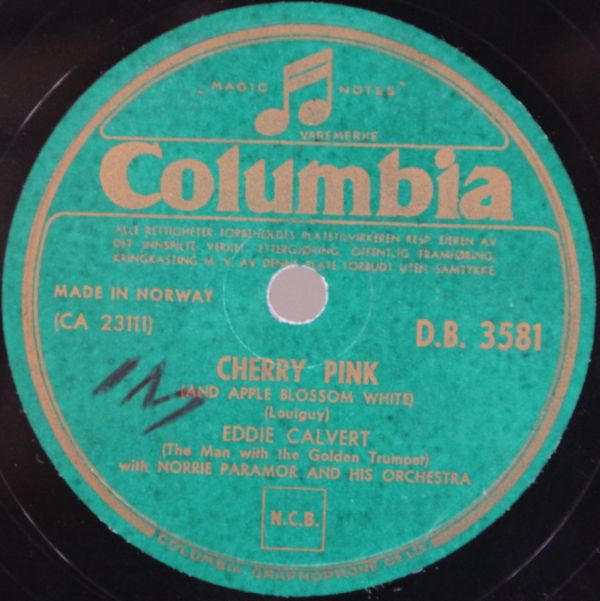 "MAGIC NOTES"
VAREMERKE
Columbia
ALLE RETTIGHETER FORBEHOLDES PLATETILVIRKEREN RESP. EIEREN AV
DET INNSPILTE VERKET. ETTERGJØRING, OFFENTLIG FRAMFØRING,
KRINGKASTING M. V. AV DENNE PLATE FORBUDT UTEN SAMTYKKE
MADE IN NORWAY
(CA 23111)
D.B. 3581
CHERRY PINK
(AND APPLE BLOSSOM WHITE)
(Louiguy)
EDDIE CALVERT
(The Man with the Golden Trumpet)
with NORRIE PARAMOR AND HIS ORCHESTRA
N.C.B.
COLUMBIA GRAPHOPHONE CO LTD.